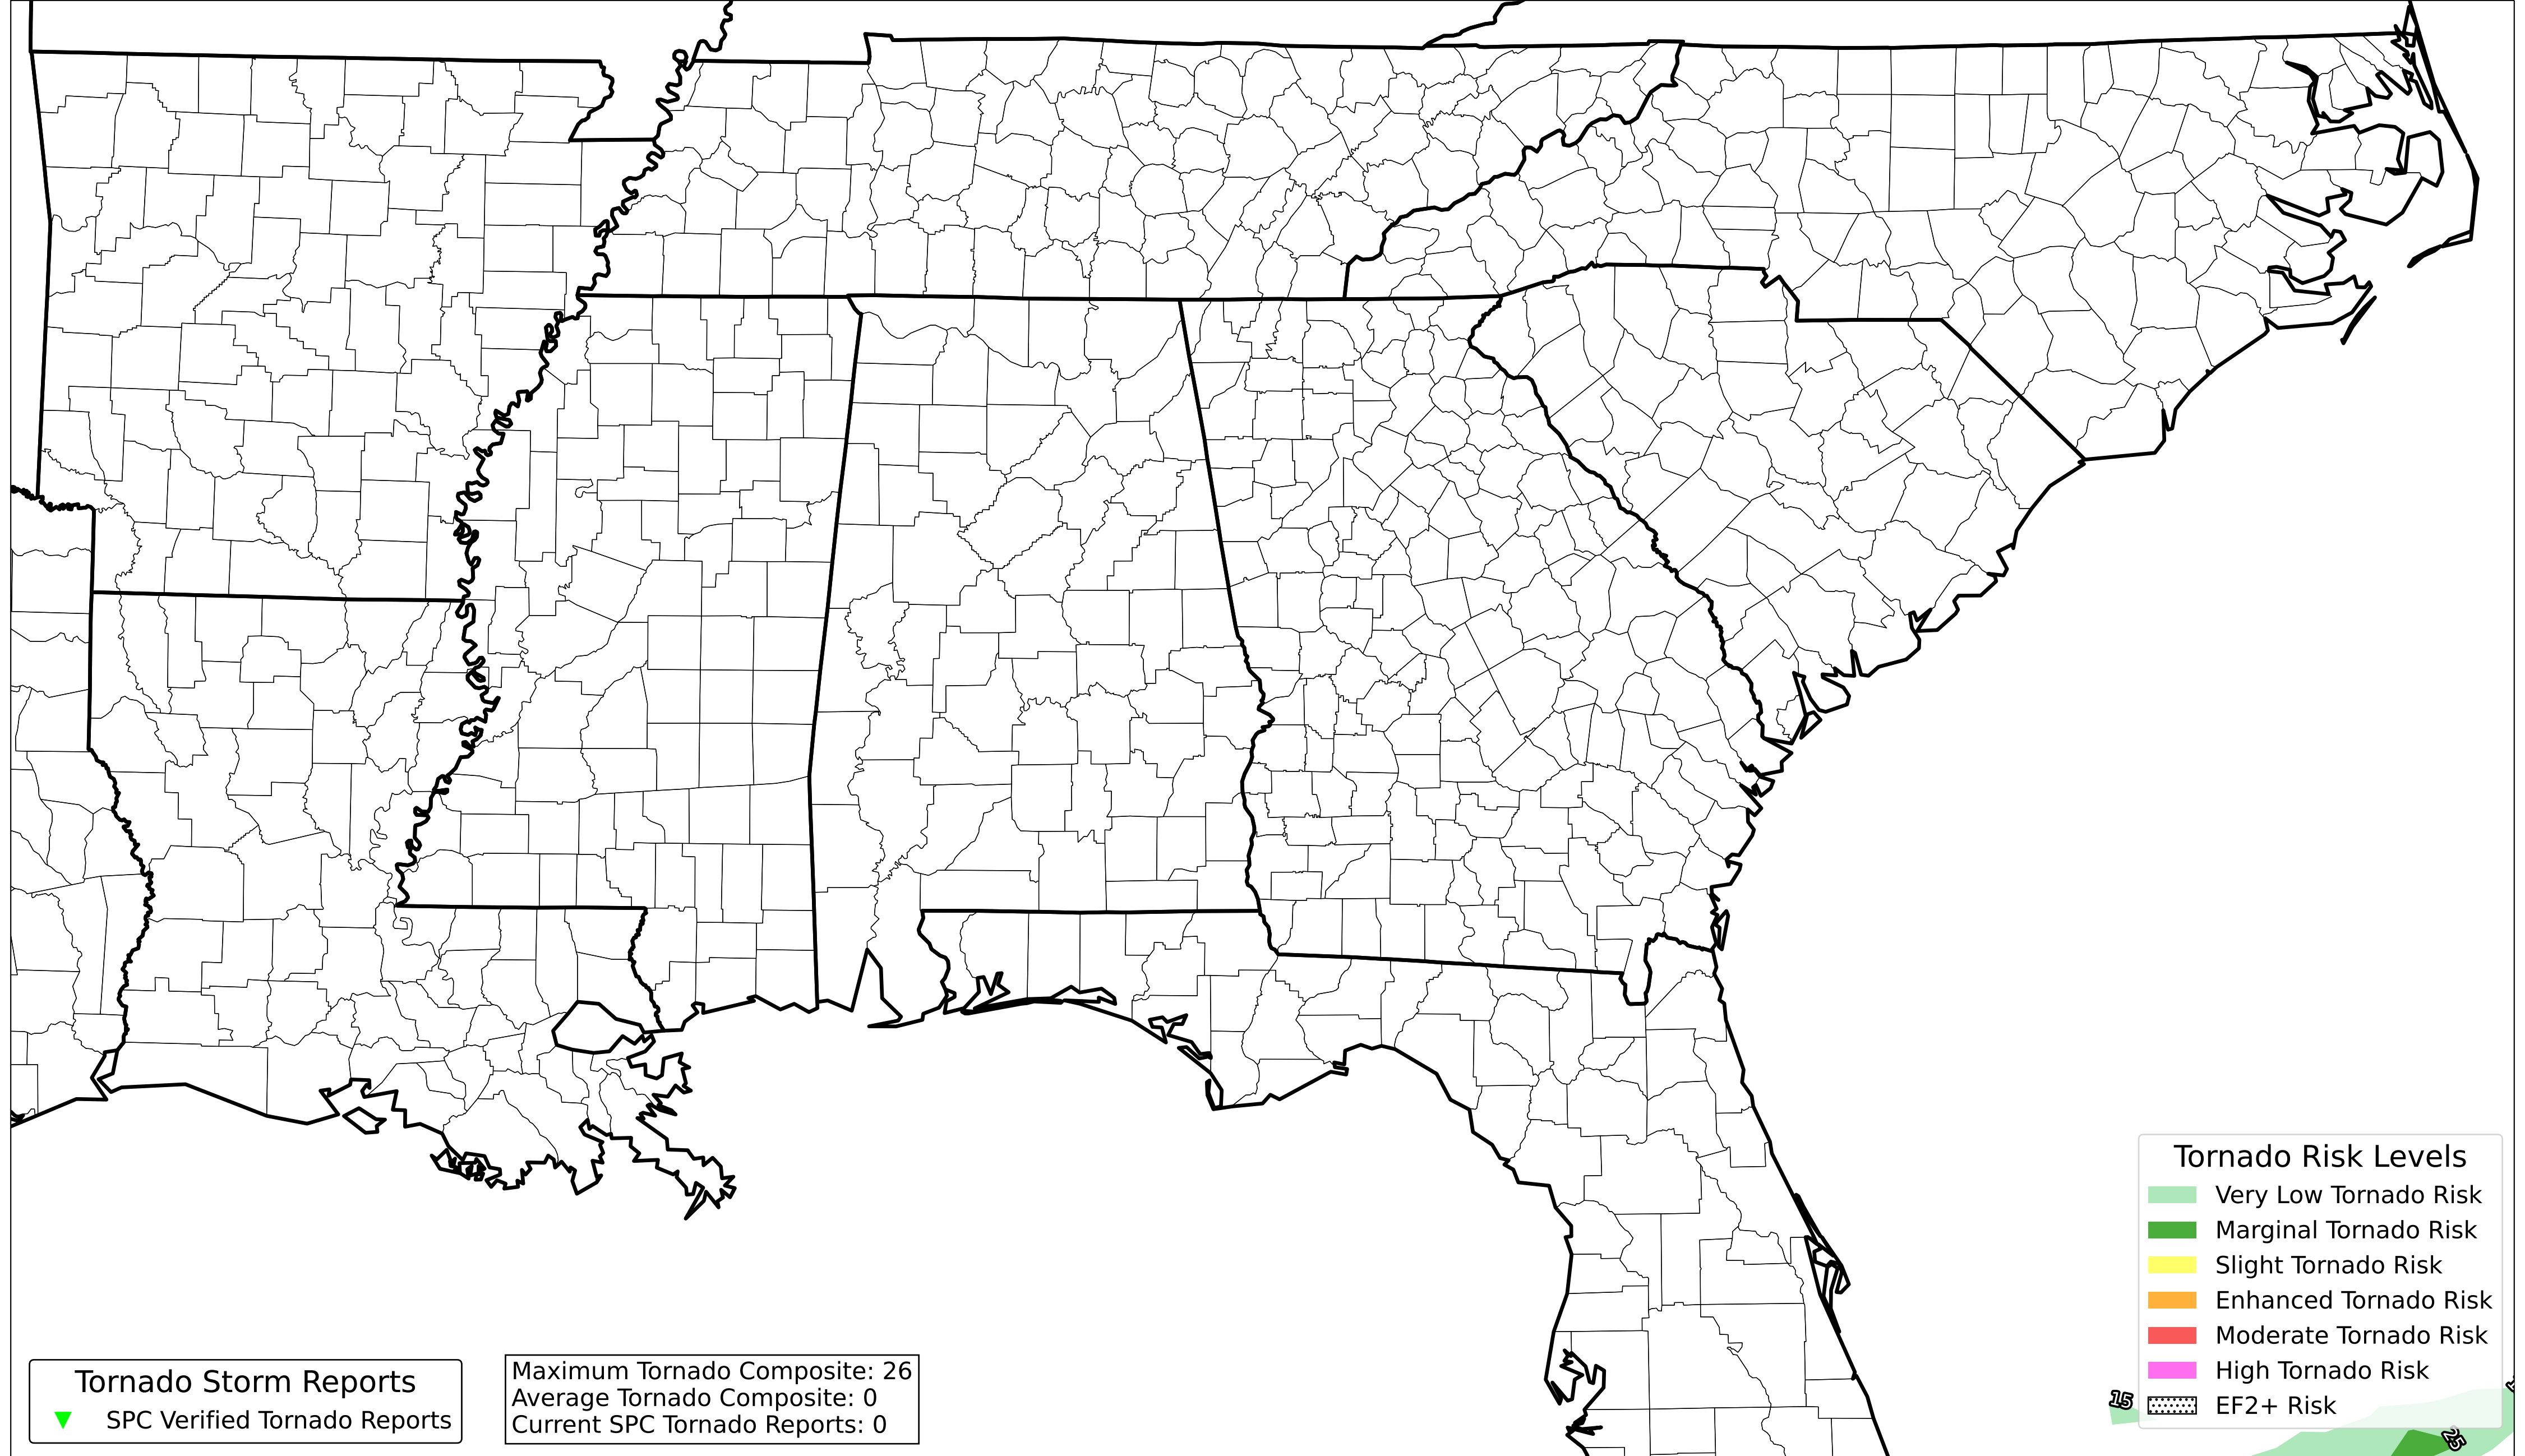 Tornado Risk Levels
Very Low Tornado Risk
Marginal Tornado Risk
Slight Tornado Risk
Enhanced Tornado Risk
Moderate Tornado Risk
High Tornado Risk
EF2+ Risk
Tornado Storm Reports
SPC Verified Tornado Reports
Maximum Tornado Composite: 26
Average Tornado Composite: 0
Current SPC Tornado Reports: 0
15
25